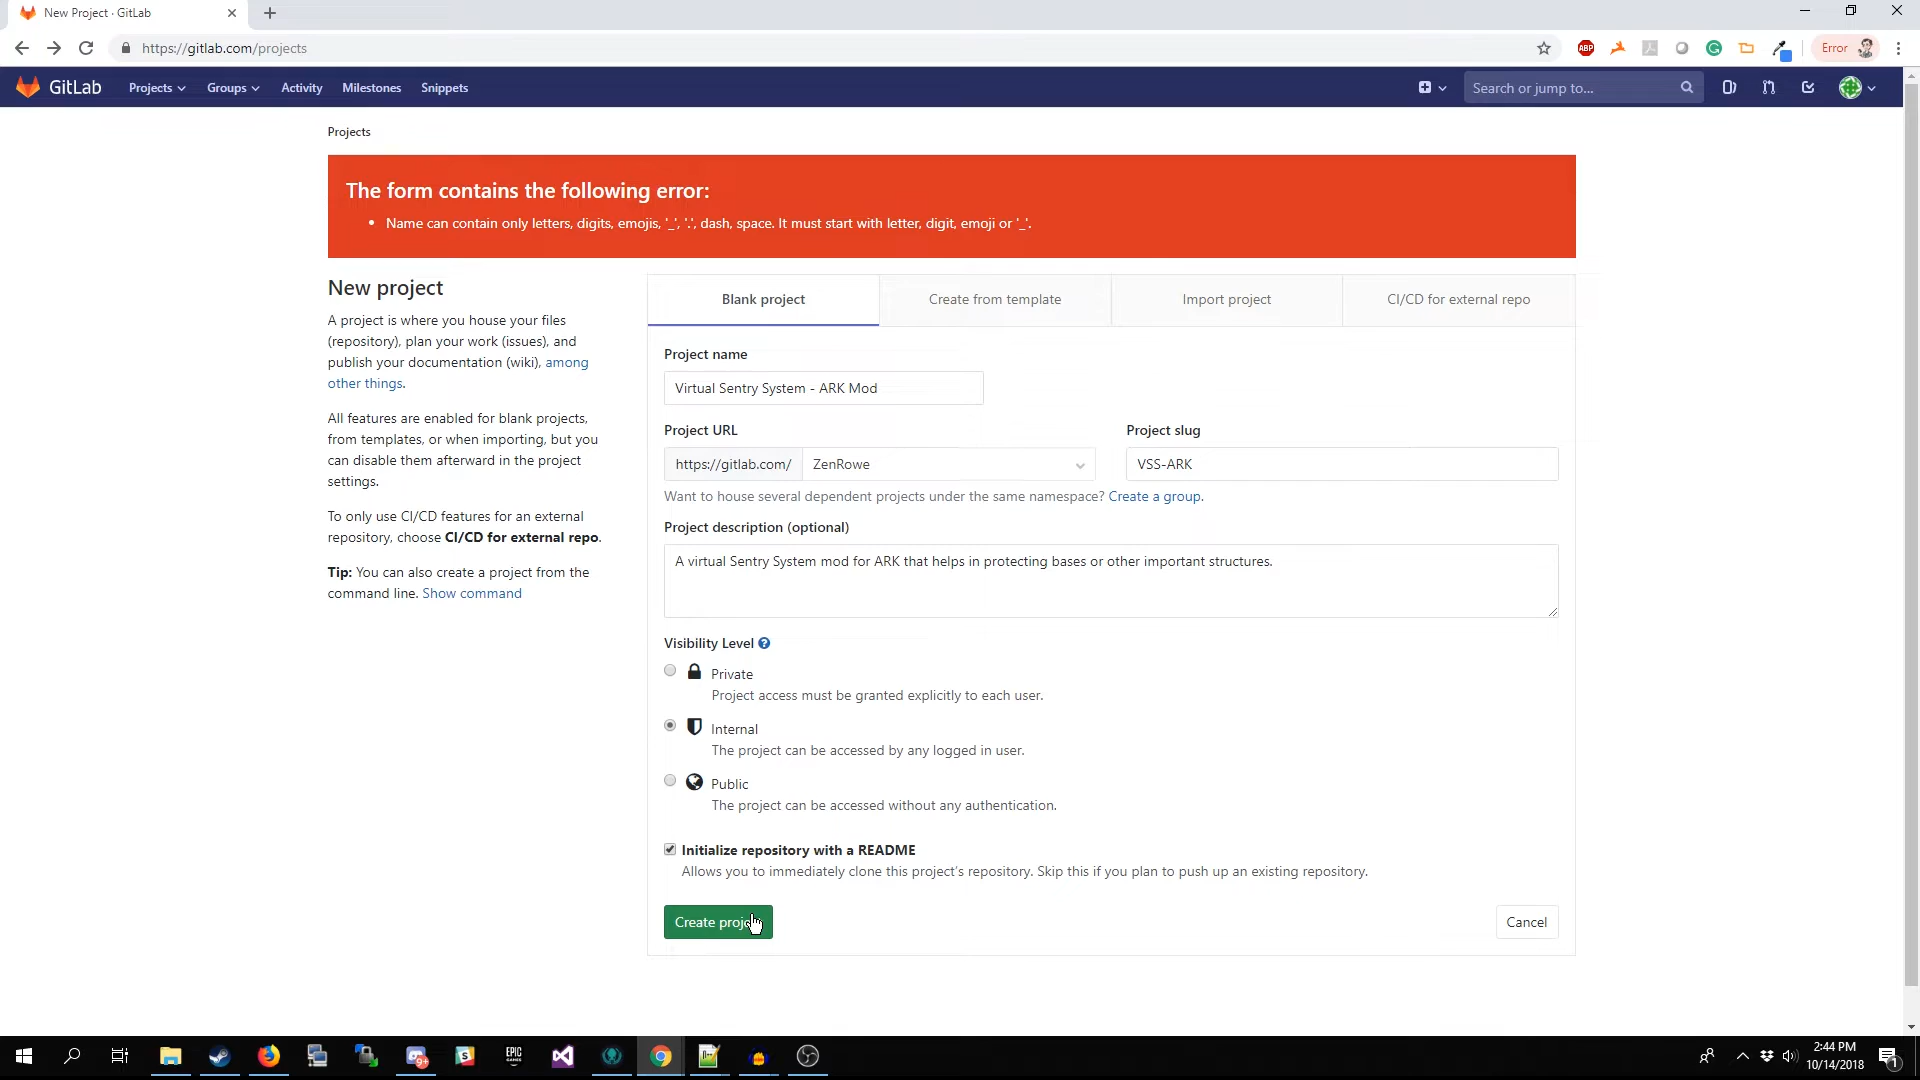 New Project · GitLab
https://gitlab.com/projects
ABP
Error
GitLab
Projects
Groups
Activity
Milestones
Snippets
Search or jump to...
Projects
The form contains the following error:
• Name can contain only letters, digits, emojis, '_', '.', dash, space. It must start with letter, digit, emoji or '_'.
New project
A project is where you house your files
(repository), plan your work (issues), and
publish your documentation (wiki), among
other things.
All features are enabled for blank projects,
from templates, or when importing, but you
can disable them afterward in the project
settings.
To only use CI/CD features for an external
repository, choose CI/CD for external repo.
Tip: You can also create a project from the
command line. Show command
Blank project
Create from template
Import project
CI/CD for external repo
Project name
Virtual Sentry System - ARK Mod
Project URL
https://gitlab.com/
ZenRowe
Project slug
VSS-ARK
Want to house several dependent projects under the same namespace? Create a group.
Project description (optional)
A virtual Sentry System mod for ARK that helps in protecting bases or other important structures.
Visibility Level ?
Private
Project access must be granted explicitly to each user.
Internal
The project can be accessed by any logged in user.
Public
The project can be accessed without any authentication.
Initialize repository with a README
Allows you to immediately clone this project's repository. Skip this if you plan to push up an existing repository.
Create proje
Cancel
EPIC
2:44 PM
10/14/2018
1